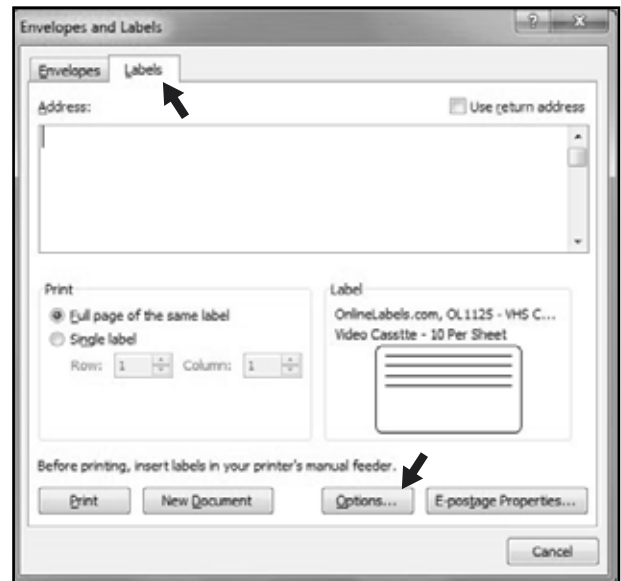 Envelopes and Labels
Envelopes Labels
Address: Use return address
Print
Full page of the same label
Single label
Row: 1 Column: 1
Label
OnlineLabels.com, OL1125 - VHS C...
Video Casstte - 10 Per Sheet
Before printing, insert labels in your printer's manual feeder.
Print New Document Options... E-postage Properties...
Cancel